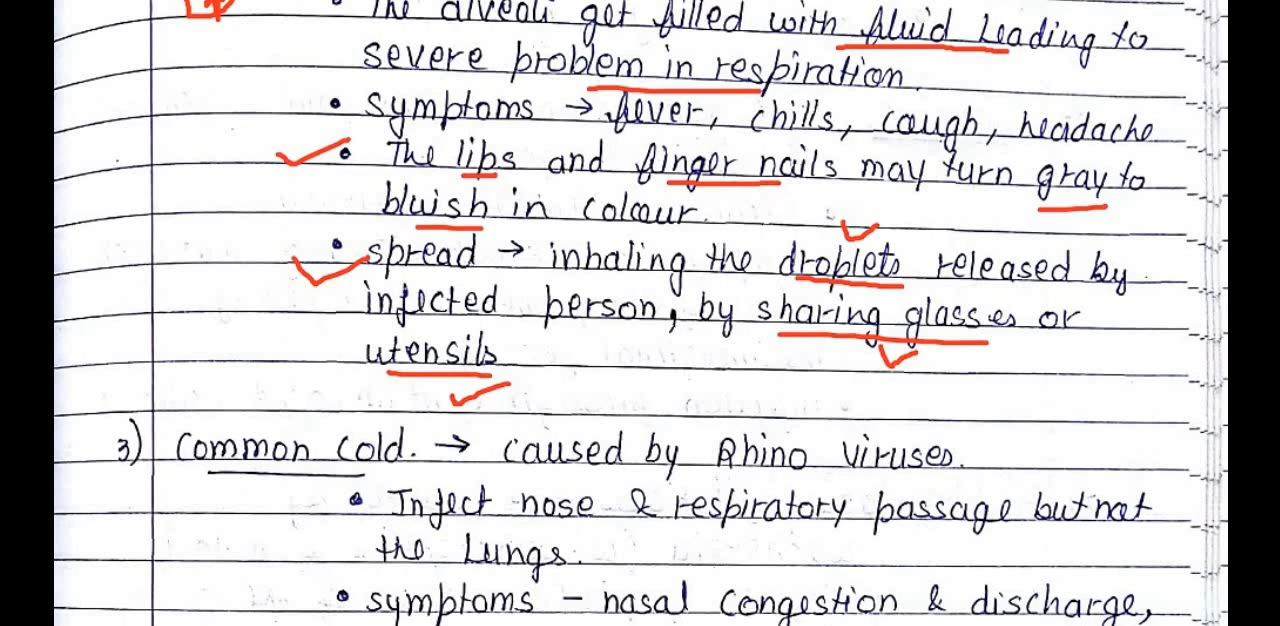 • The alveoli get filled with fluid Leading to
severe problem in respiration.
• symptoms → fever, chills, cough, headache
• The lips and finger nails may turn gray to
bluish in colour.
• spread → inhaling the droplets released by
infected person, by sharing glasses or
utensils
3) Common Cold. → caused by Rhino Viruses.
• Infect nose & respiratory passage but not
the Lungs.
• symptoms - nasal congestion & discharge,